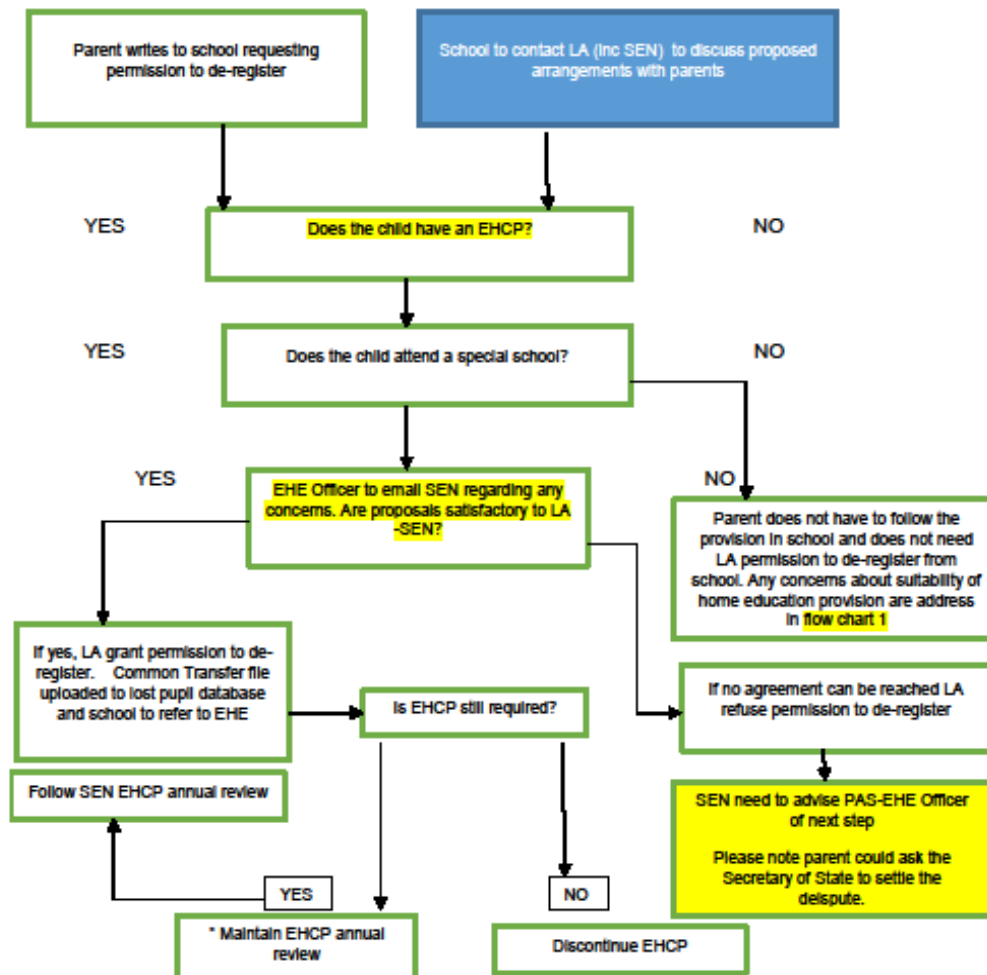 Parent writes to school requesting
permission to de-register
School to contact LA (Inc SEN) to discuss proposed
arrangements with parents
YES
NO
Does the child have an EHCP?
YES
NO
Does the child attend a special school?
YES
NO
EHE Officer to email SEN regarding any
concerns. Are proposals satisfactory to LA
-SEN?
Parent does not have to follow the
provision in school and does not need
LA permission to de-register from
school. Any concerns about suitability of
home education provision are address
in flow chart 1
If yes, LA grant permission to de-
register. Common Transfer file
uploaded to lost pupil database
and school to refer to EHE
Is EHCP still required?
If no agreement can be reached LA
refuse permission to de-register
Follow SEN EHCP annual review
SEN need to advise PAS-EHE Officer
of next step
Please note parent could ask the
Secretary of State to settle the
deispute.
YES
NO
* Maintain EHCP annual
review
Discontinue EHCP